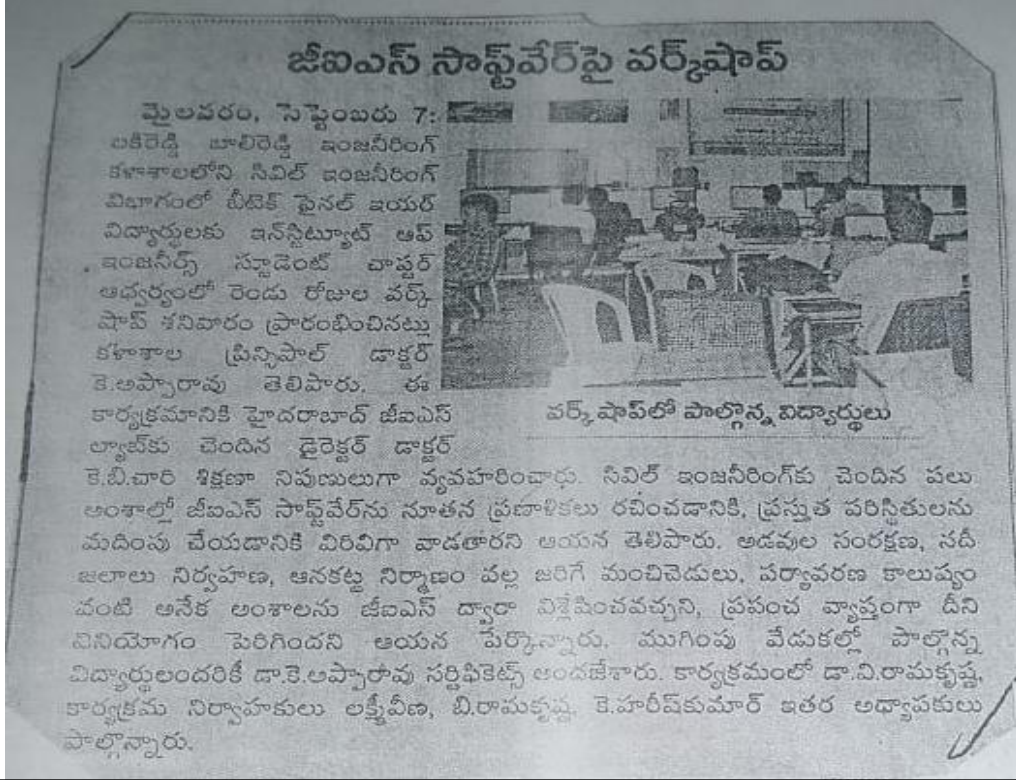 జీఐఎస్ సాఫ్ట్‌వేర్‌పై వర్క్‌షాప్
మైలవరం, సెప్టెంబరు 7:
లకిరెడ్డి బాలిరెడ్డి ఇంజనీరింగ్
కళాశాలలోని సివిల్ ఇంజనీరింగ్
విభాగంలో బీటెక్ ఫైనల్ ఇయర్
విద్యార్థులకు ఇన్‌స్టిట్యూట్ ఆఫ్
ఇంజనీర్స్ స్టూడెంట్ చాప్టర్
ఆధ్వర్యంలో రెండు రోజుల వర్క్
షాప్ శనివారం ప్రారంభించినట్లు
కళాశాల ప్రిన్సిపాల్ డాక్టర్
కె.అప్పారావు తెలిపారు. ఈ
కార్యక్రమానికి హైదరాబాద్ జీఐఎస్
ల్యాబ్‌కు చెందిన డైరెక్టర్ డాక్టర్
వర్క్ షాప్‌లో పాల్గొన్న విద్యార్థులు
కె.బి.చారి శిక్షణా నిపుణులుగా వ్యవహరించారు. సివిల్ ఇంజనీరింగ్‌కు చెందిన పలు
అంశాల్లో జీఐఎస్ సాఫ్ట్‌వేర్‌ను నూతన ప్రణాళికలు రచించడానికి, ప్రస్తుత పరిస్థితులను
మదింపు చేయడానికి విరివిగా వాడతారని ఆయన తెలిపారు. అడవుల సంరక్షణ, నదీ
జలాలు నిర్వహణ, ఆనకట్ట నిర్మాణం వల్ల జరిగే మంచిచెడులు, పర్యావరణ కాలుష్యం
వంటి అనేక అంశాలను జీఐఎస్ ద్వారా విశ్లేషించవచ్చని, ప్రపంచ వ్యాప్తంగా దీని
వినియోగం పెరిగిందని ఆయన పేర్కొన్నారు. ముగింపు వేడుకల్లో పాల్గొన్న
విద్యార్థులందరికీ డా.కె.అప్పారావు సర్టిఫికెట్స్ అందజేశారు. కార్యక్రమంలో డా.వి.రామకృష్ణ,
కార్యక్రమ నిర్వాహకులు లక్ష్మీవీణ, బి.రామకృష్ణ, కె.హరీష్‌కుమార్ ఇతర అధ్యాపకులు
పాల్గొన్నారు.